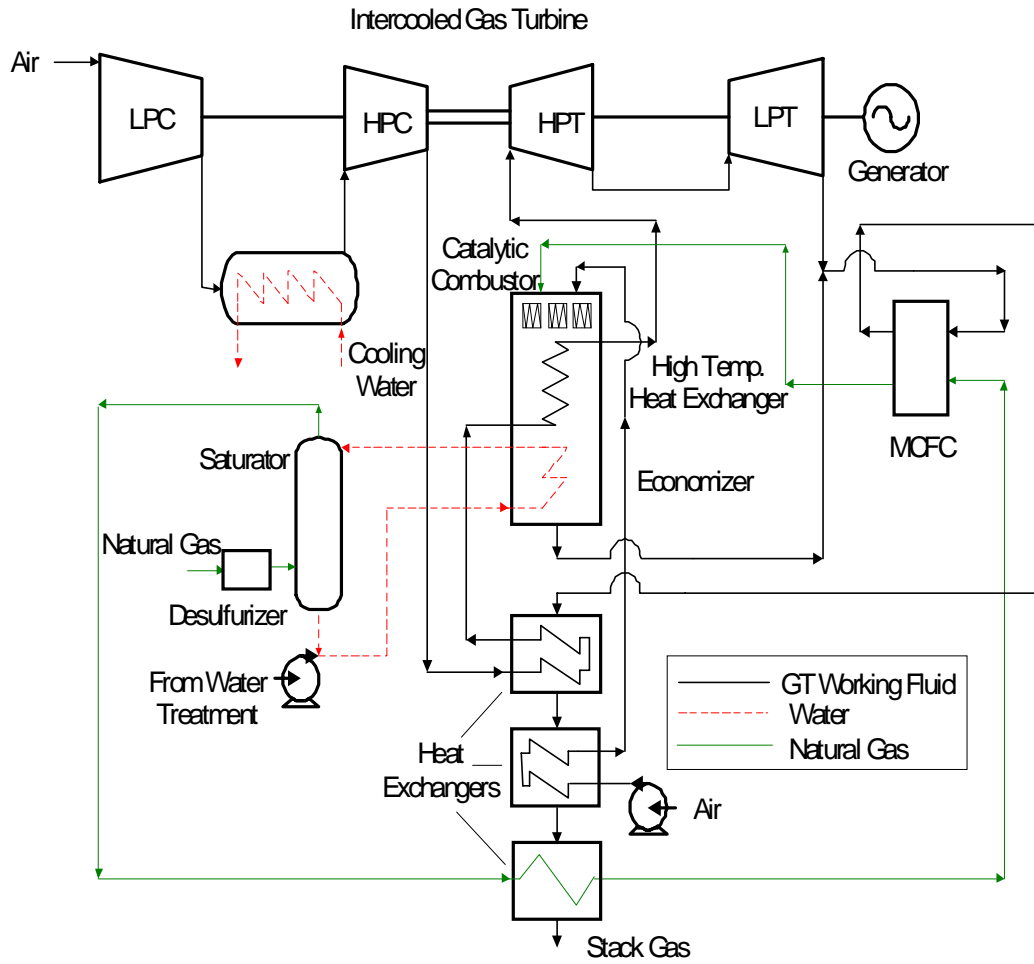 Intercooled Gas Turbine
Air
LPC
HPC
HPT
LPT
Generator
Catalytic
Combustor
Cooling
Water
High Temp.
Heat Exchanger
MCFC
Saturator
Economizer
Natural Gas
Desulfurizer
From Water
Treatment
GT Working Fluid
Water
Natural Gas
Heat
Exchangers
Air
Stack Gas